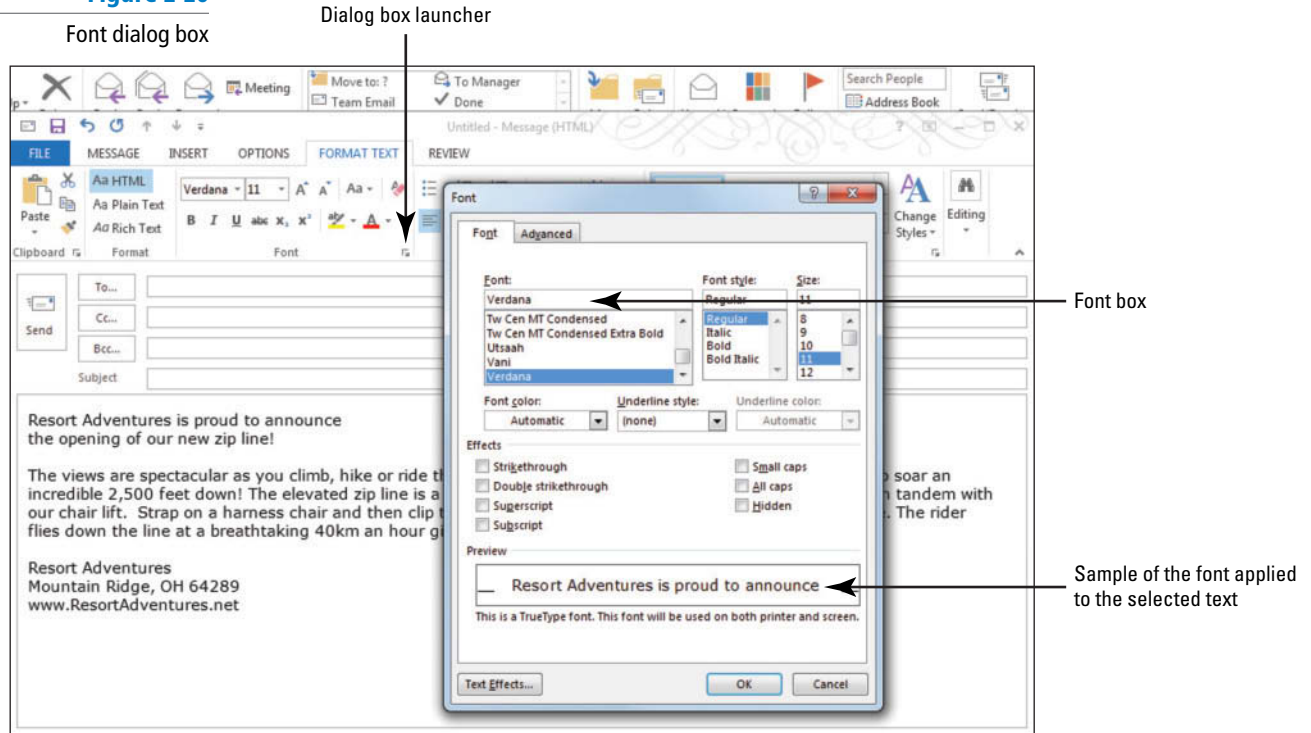 Dialog box launcher
Font dialog box
Meeting
Move to: ?
Team Email
To Manager
Done
Search People
Address Book
Untitled - Message (HTML)
FILE MESSAGE INSERT OPTIONS FORMAT TEXT REVIEW
Paste
Aa HTML
Aa Plain Text
Aa Rich Text
Verdana 11 A A Aa
B I U abc X₂ X² ab A
Change Styles
Editing
Clipboard Format Font
Send
To...
Cc...
Bcc...
Subject
Resort Adventures is proud to announce
the opening of our new zip line!
The views are spectacular as you climb, hike or ride
soar an
incredible 2,500 feet down! The elevated zip line is a
tandem with
our chair lift. Strap on a harness chair and then clip
. The rider
flies down the line at a breathtaking 40km an hour
Resort Adventures
Mountain Ridge, OH 64289
www.ResortAdventures.net
Font
Font Advanced
Font: Font style: Size:
Verdana Regular 11
Tw Cen MT Condensed
Tw Cen MT Condensed Extra Bold
Utsaah
Vani
Verdana
Regular
Italic
Bold
Bold Italic
8
9
10
11
12
Font color: Underline style: Underline color:
Automatic (none) Automatic
Effects
Strikethrough
Double strikethrough
Superscript
Subscript
Small caps
All caps
Hidden
Preview
Resort Adventures is proud to announce
This is a TrueType font. This font will be used on both printer and screen.
Text Effects... OK Cancel
Font box
Sample of the font applied
to the selected text